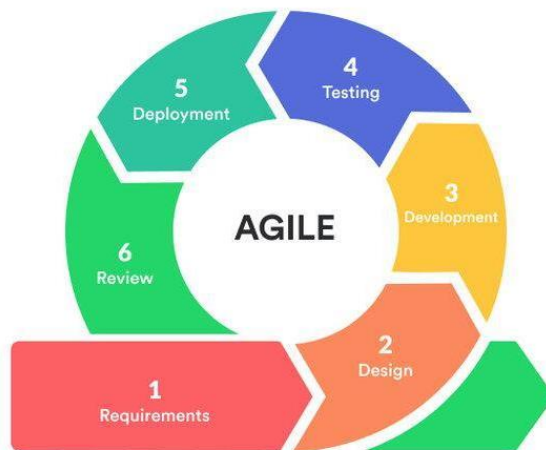 AGILE
1
Requirements
2
Design
3
Development
4
Testing
5
Deployment
6
Review